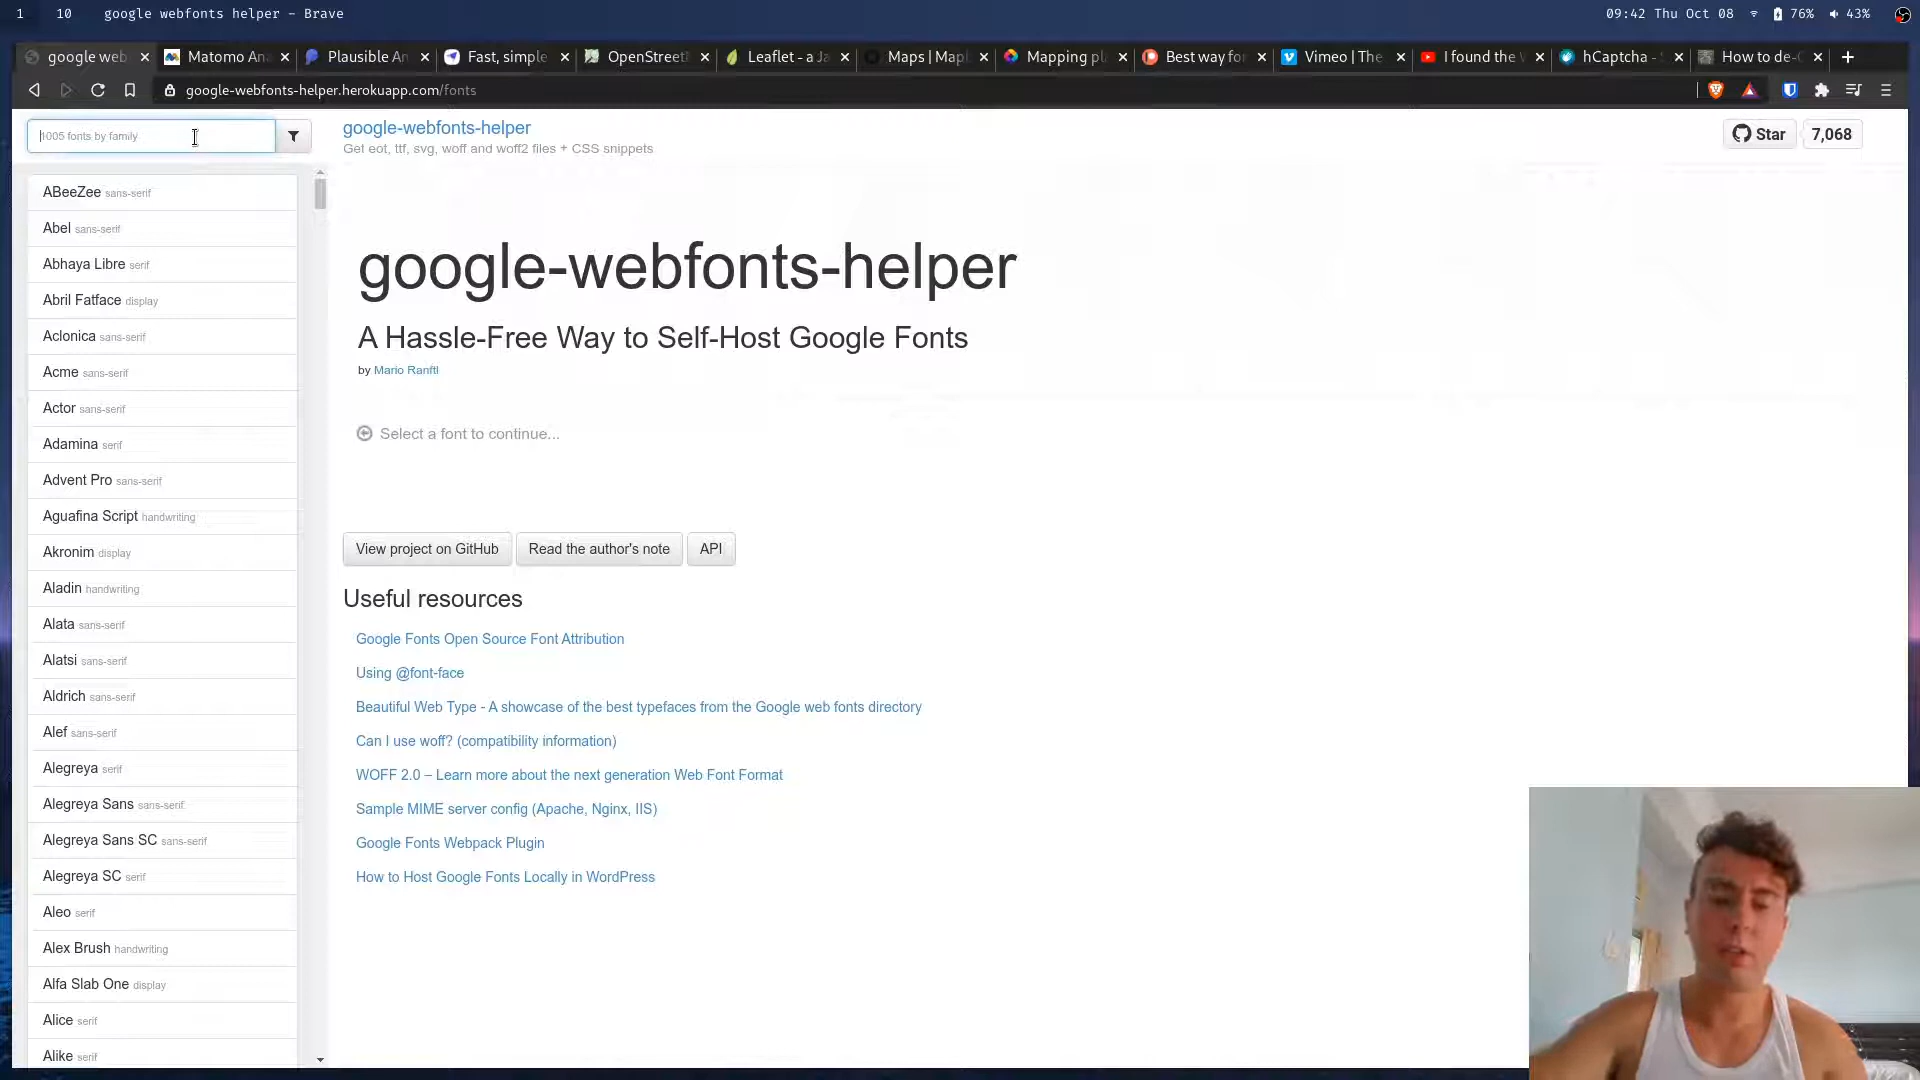 1 10 google webfonts helper - Brave 09:42 Thu Oct 08 76% 43%
google web Matomo Ana Plausible An Fast, simple OpenStreet Leaflet - a Ja Maps | Map Mapping pl Best way for Vimeo | The I found the hCaptcha - How to de-
google-webfonts-helper.herokuapp.com/fonts
1005 fonts by family
google-webfonts-helper
Get eot, ttf, svg, woff and woff2 files + CSS snippets
Star 7,068
ABeeZee sans-serif
Abel sans-serif
Abhaya Libre serif
Abril Fatface display
Aclonica sans-serif
Acme sans-serif
Actor sans-serif
Adamina serif
Advent Pro sans-serif
Aguafina Script handwriting
Akronim display
Aladin handwriting
Alata sans-serif
Alatsi sans-serif
Aldrich sans-serif
Alef sans-serif
Alegreya serif
Alegreya Sans sans-serif
Alegreya Sans SC sans-serif
Alegreya SC serif
Aleo serif
Alex Brush handwriting
Alfa Slab One display
Alice serif
Alike serif
google-webfonts-helper
A Hassle-Free Way to Self-Host Google Fonts
by Mario Ranftl
Select a font to continue...
View project on GitHub Read the author's note API
Useful resources
Google Fonts Open Source Font Attribution
Using @font-face
Beautiful Web Type - A showcase of the best typefaces from the Google web fonts directory
Can I use woff? (compatibility information)
WOFF 2.0 – Learn more about the next generation Web Font Format
Sample MIME server config (Apache, Nginx, IIS)
Google Fonts Webpack Plugin
How to Host Google Fonts Locally in WordPress